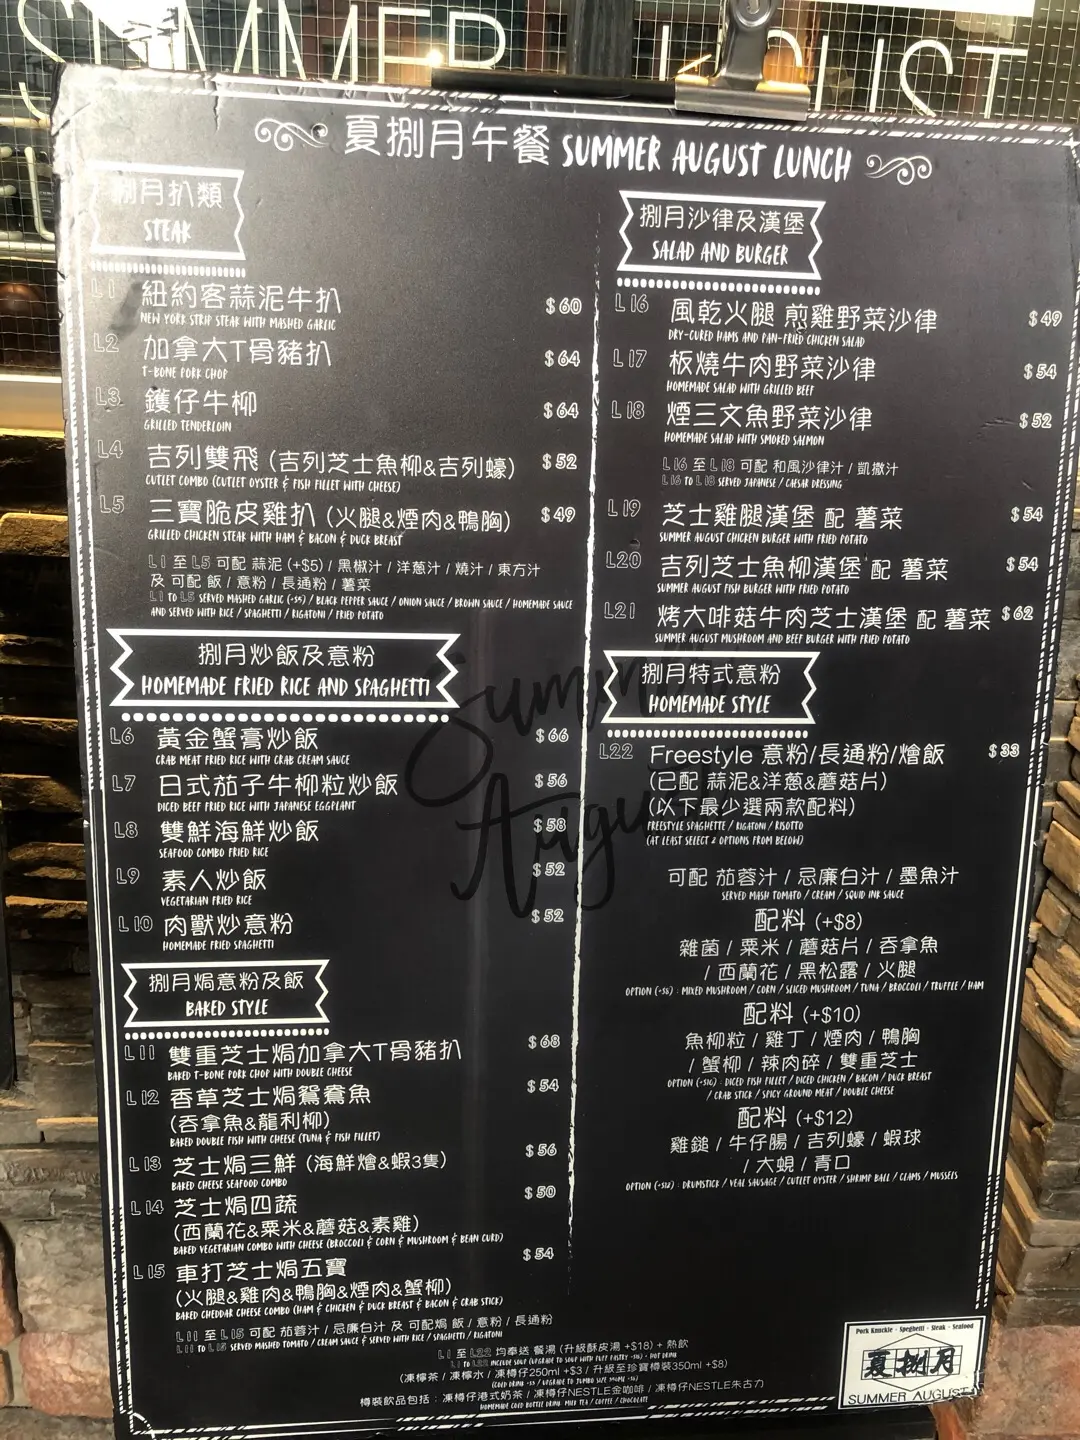 SUMMER AUGUST
夏捌月午餐 SUMMER AUGUST LUNCH
捌月扒類
STEAK
L1 紐約客蒜泥牛扒 $60
NEW YORK STRIP STEAK WITH MASHED GARLIC
L2 加拿大T骨豬扒 $64
T-BONE PORK CHOP
L3 鑊仔牛柳 $64
GRILLED TENDERLOIN
L4 吉列雙飛 (吉列芝士魚柳&吉列蠔) $52
CUTLET COMBO (CUTLET OYSTER & FISH FILLET WITH CHEESE)
L5 三寶脆皮雞扒 (火腿&煙肉&鴨胸) $49
GRILLED CHICKEN STEAK WITH HAM & BACON & DUCK BREAST
L1 至 L5 可配 蒜泥 (+$5) / 黑椒汁 / 洋蔥汁 / 燒汁 / 東方汁
及 可配 飯 / 意粉 / 長通粉 / 薯菜
L1 TO L5 SERVED MASHED GARLIC (+$5) / BLACK PEPPER SAUCE / ONION SAUCE / BROWN SAUCE / HOMEMADE SAUCE
AND SERVED WITH RICE / SPAGHETTI / RIGATONI / FRIED POTATO
捌月炒飯及意粉
HOMEMADE FRIED RICE AND SPAGHETTI
L6 黃金蟹膏炒飯 $66
CRAB MEAT FRIED RICE WITH CRAB CREAM SAUCE
L7 日式茄子牛柳粒炒飯 $56
DICED BEEF FRIED RICE WITH JAPANESE EGGPLANT
L8 雙鮮海鮮炒飯 $58
SEAFOOD COMBO FRIED RICE
L9 素人炒飯 $52
VEGETARIAN FRIED RICE
L10 肉獸炒意粉 $52
HOMEMADE FRIED SPAGHETTI
捌月焗意粉及飯
BAKED STYLE
L11 雙重芝士焗加拿大T骨豬扒 $68
BAKED T-BONE PORK CHOP WITH DOUBLE CHEESE
L12 香草芝士焗鴛鴦魚 $54
(吞拿魚&龍利柳)
BAKED DOUBLE FISH WITH CHEESE (TUNA & FISH FILLET)
L13 芝士焗三鮮 (海鮮燴&蝦3隻) $56
BAKED CHEESE SEAFOOD COMBO
L14 芝士焗四蔬 $50
(西蘭花&粟米&蘑菇&素雞)
BAKED VEGETARIAN COMBO WITH CHEESE (BROCCOLI & CORN & MUSHROOM & BEAN CURD)
L15 車打芝士焗五寶 $54
(火腿&雞肉&鴨胸&煙肉&蟹柳)
BAKED CHEDDAR CHEESE COMBO (HAM & CHICKEN & DUCK BREAST & BACON & CRAB STICK)
L11 至 L15 可配 茄蓉汁 / 忌廉白汁 及 可配焗 飯 / 意粉 / 長通粉
L11 TO L15 SERVED MASHED TOMATO / CREAM SAUCE & SERVED WITH RICE / SPAGHETTI / RIGATONI
捌月沙律及漢堡
SALAD AND BURGER
L16 風乾火腿 煎雞野菜沙律 $49
DRY-CURED HAMS AND PAN-FRIED CHICKEN SALAD
L17 板燒牛肉野菜沙律 $54
HOMEMADE SALAD WITH GRILLED BEEF
L18 煙三文魚野菜沙律 $52
HOMEMADE SALAD WITH SMOKED SALMON
L16 至 L18 可配 和風沙律汁 / 凱撒汁
L16 TO L18 SERVED JAPANESE / CAESAR DRESSING
L19 芝士雞腿漢堡 配 薯菜 $54
SUMMER AUGUST CHICKEN BURGER WITH FRIED POTATO
L20 吉列芝士魚柳漢堡 配 薯菜 $54
SUMMER AUGUST FISH BURGER WITH FRIED POTATO
L21 烤大啡菇牛肉芝士漢堡 配 薯菜 $62
SUMMER AUGUST MUSHROOM AND BEEF BURGER WITH FRIED POTATO
捌月特式意粉
HOMEMADE STYLE
L22 Freestyle 意粉/長通粉/燴飯 $33
(已配 蒜泥&洋蔥&蘑菇片)
(以下最少選兩款配料)
FREESTYLE SPAGHETTE / RIGATONI / RISOTTO
(AT LEAST SELECT 2 OPTIONS FROM BELOW)
可配 茄蓉汁 / 忌廉白汁 / 墨魚汁
SERVED MASH TOMATO / CREAM / SQUID INK SAUCE
配料 (+$8)
雜菌 / 粟米 / 蘑菇片 / 吞拿魚
/ 西蘭花 / 黑松露 / 火腿
OPTION (+$8) : MIXED MUSHROOM / CORN / SLICED MUSHROOM / TUNA / BROCCOLI / TRUFFLE / HAM
配料 (+$10)
魚柳粒 / 雞丁 / 煙肉 / 鴨胸
/ 蟹柳 / 辣肉碎 / 雙重芝士
OPTION (+$10) : DICED FISH FILLET / DICED CHICKEN / BACON / DUCK BREAST
/ CRAB STICK / SPICY GROUND MEAT / DOUBLE CHEESE
配料 (+$12)
雞鎚 / 牛仔腸 / 吉列蠔 / 蝦球
/ 大蜆 / 青口
OPTION (+$12) : DRUMSTICK / VEAL SAUSAGE / CUTLET OYSTER / SHRIMP BALL / CLAMS / MUSSELS
Summer
August
L1 至 L22 均奉送 餐湯 (升級酥皮湯 +$18) + 熱飲
L1 TO L22 INCLUDE SOUP (UPGRADE TO SOUP WITH PUFF PASTRY +$18) + HOT DRINK
(凍檸茶 / 凍檸水 / 凍樽仔250ml +$3 / 升級至珍寶樽裝350ml +$8)
(COLD DRINK +$3 / UPGRADE TO JUMBO SIZE 350ML +$8)
樽裝飲品包括 : 凍樽仔港式奶茶 / 凍樽仔NESTLE金咖啡 / 凍樽仔NESTLE朱古力
HOMEMADE COLD BOTTLE DRINK: MILK TEA / COFFEE / CHOCOLATE
Pork Knuckle · Speghetti · Steak · Seafood
夏捌月
SUMMER AUGUST